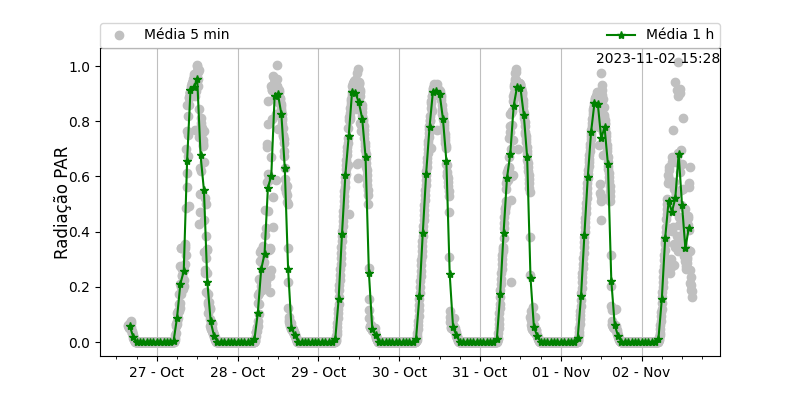 Média 5 min
Média 1 h
2023-11-02 15:28
Radiação PAR
1.0
0.8
0.6
0.4
0.2
0.0
27 - Oct
28 - Oct
29 - Oct
30 - Oct
31 - Oct
01 - Nov
02 - Nov